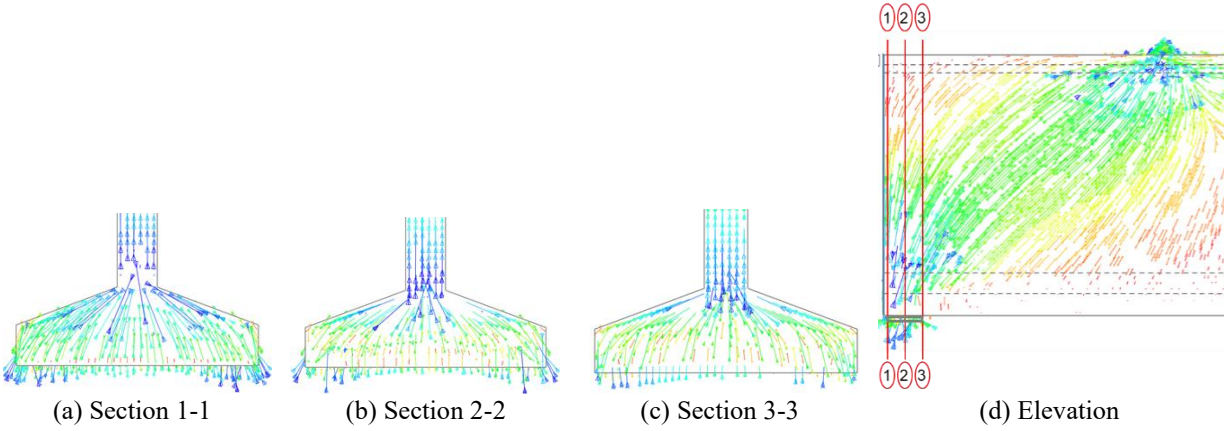 1 2 3
1 2 3
(a) Section 1-1
(b) Section 2-2
(c) Section 3-3
(d) Elevation